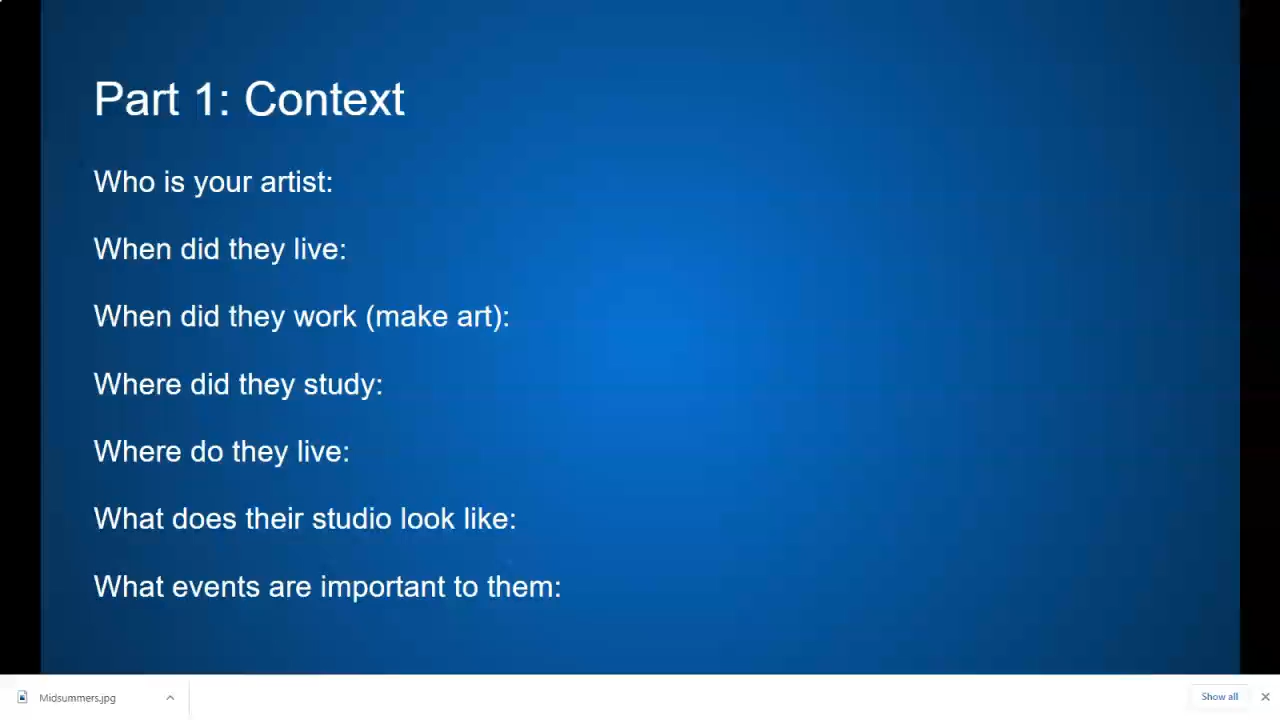 Part 1: Context
Who is your artist:
When did they live:
When did they work (make art):
Where did they study:
Where do they live:
What does their studio look like:
What events are important to them:
Midsummers.jpg
Show all